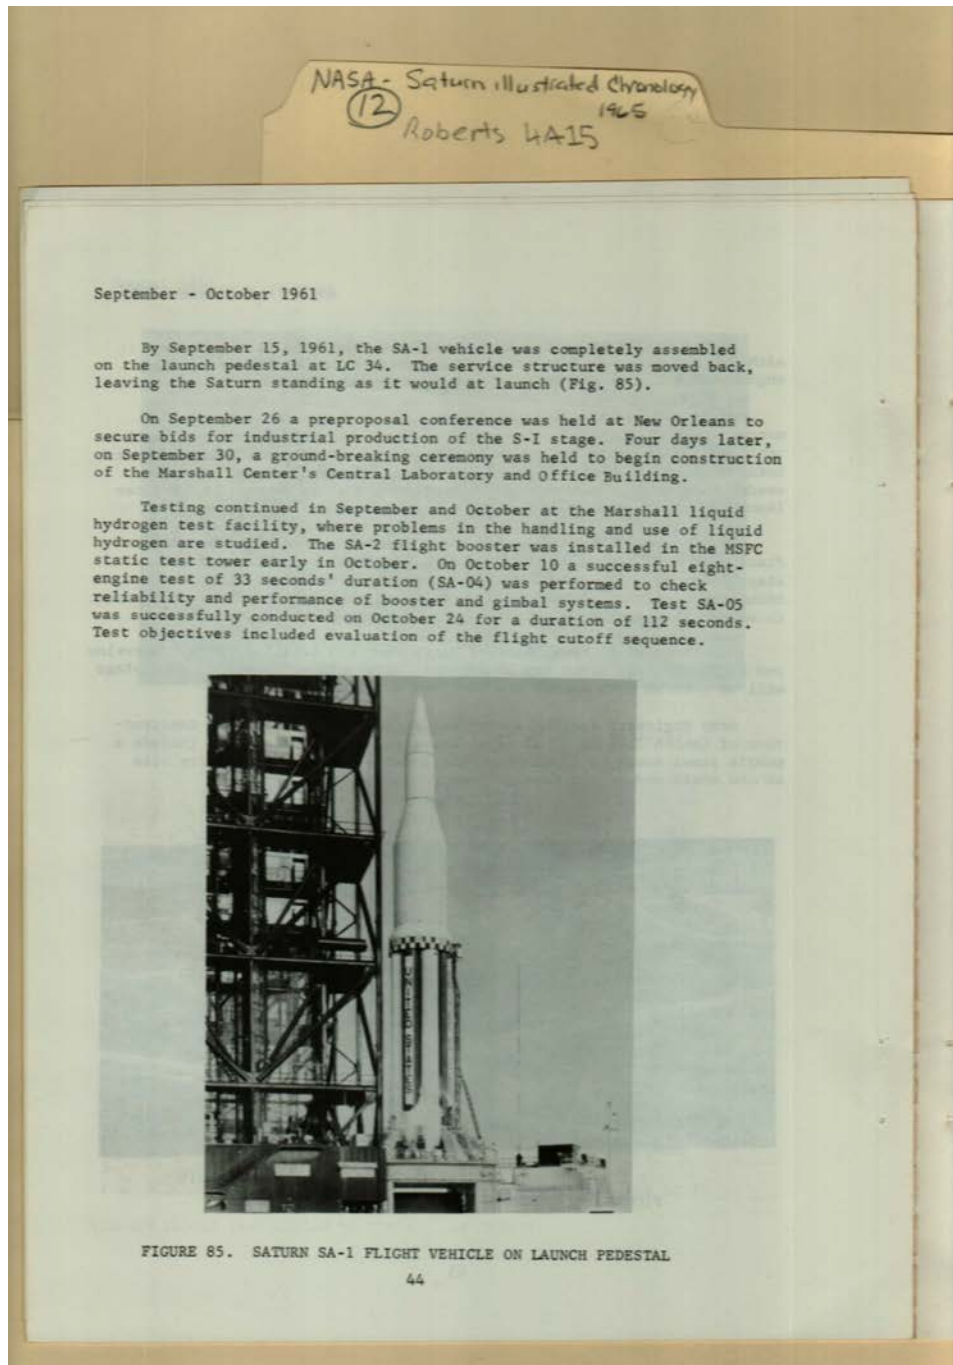 NASA - Saturn illustrated Chronology
12
1965
Roberts 4A15
September - October 1961
By September 15, 1961, the SA-1 vehicle was completely assembled
on the launch pedestal at LC 34. The service structure was moved back,
leaving the Saturn standing as it would at launch (Fig. 85).
On September 26 a preproposal conference was held at New Orleans to
secure bids for industrial production of the S-I stage. Four days later,
on September 30, a ground-breaking ceremony was held to begin construction
of the Marshall Center's Central Laboratory and Office Building.
Testing continued in September and October at the Marshall liquid
hydrogen test facility, where problems in the handling and use of liquid
hydrogen are studied. The SA-2 flight booster was installed in the MSFC
static test tower early in October. On October 10 a successful eight-
engine test of 33 seconds' duration (SA-04) was performed to check
reliability and performance of booster and gimbal systems. Test SA-05
was successfully conducted on October 24 for a duration of 112 seconds.
Test objectives included evaluation of the flight cutoff sequence.
UNITED STATES
FIGURE 85. SATURN SA-1 FLIGHT VEHICLE ON LAUNCH PEDESTAL
44